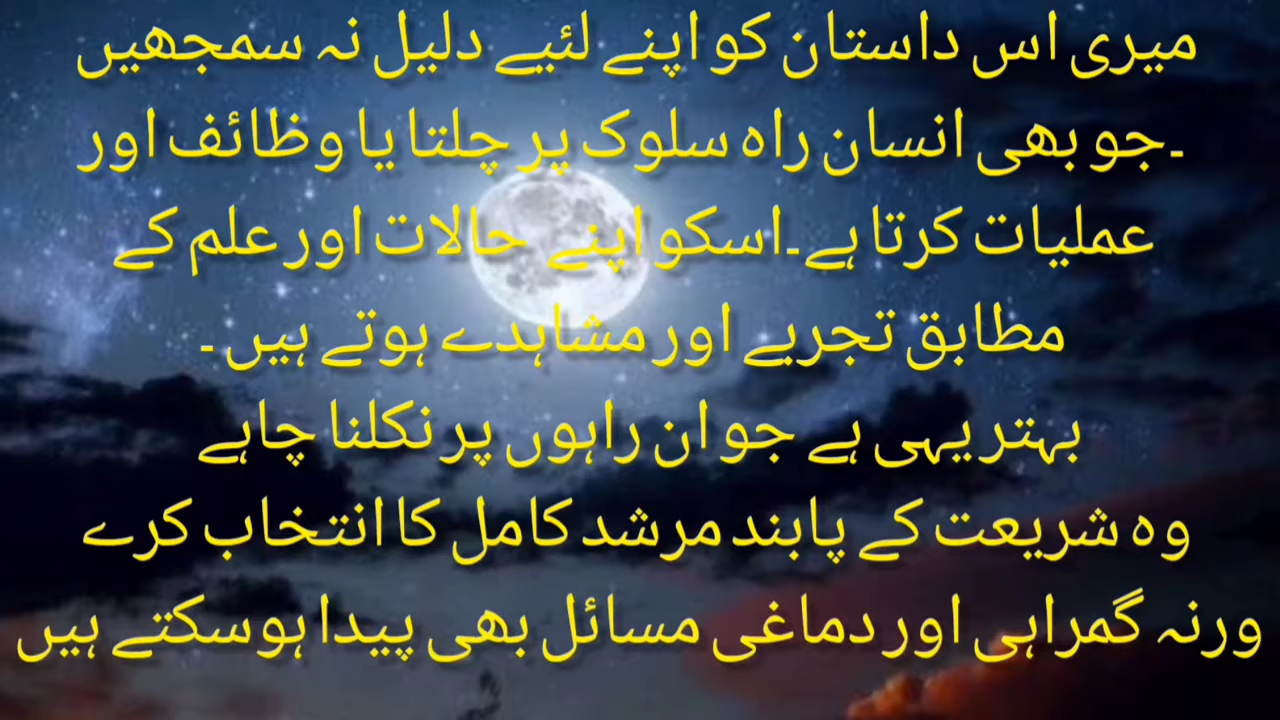 میری اس داستان کو اپنے لئیے دلیل نہ سمجھیں
۔جو بھی انسان راہ سلوک پر چلتا یا وظائف اور
عملیات کرتا ہے۔اسکو اپنے حالات اور علم کے
مطابق تجربے اور مشاہدے ہوتے ہیں ۔
بہتر یہی ہے جو ان راہوں پر نکلنا چاہے
وہ شریعت کے پابند مرشد کامل کا انتخاب کرے
ورنہ گمراہی اور دماغی مسائل بھی پیدا ہوسکتے ہیں